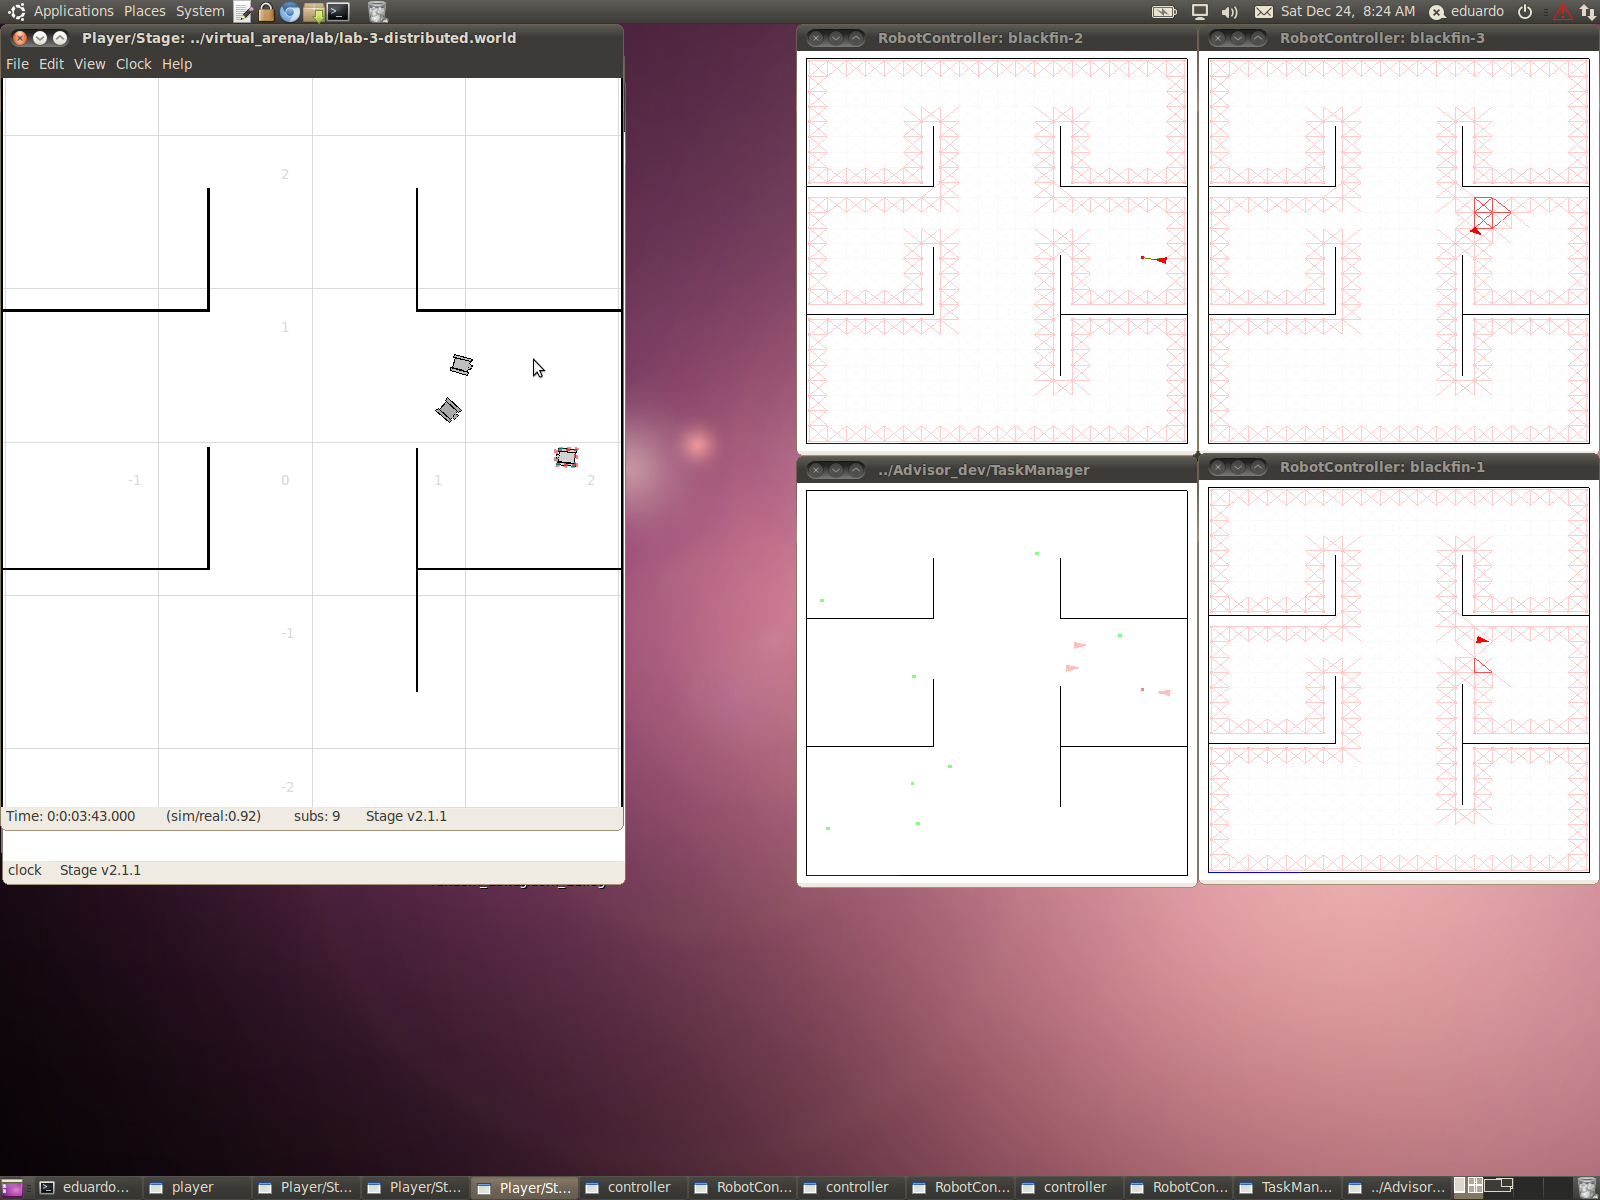 Applications Places System
Sat Dec 24, 8:24 AM eduardo
Player/Stage: ../virtual_arena/lab/lab-3-distributed.world
File Edit View Clock Help
2
1
-1 0 1 2
-1
-2
Time: 0:0:03:43.000 (sim/real:0.92) subs: 9 Stage v2.1.1
clock Stage v2.1.1
RobotController: blackfin-2
RobotController: blackfin-3
../Advisor_dev/TaskManager
RobotController: blackfin-1
eduardo... player Player/St... Player/St... Player/St... controller RobotCon... controller RobotCon... controller RobotCon... TaskMan... ../Advisor...